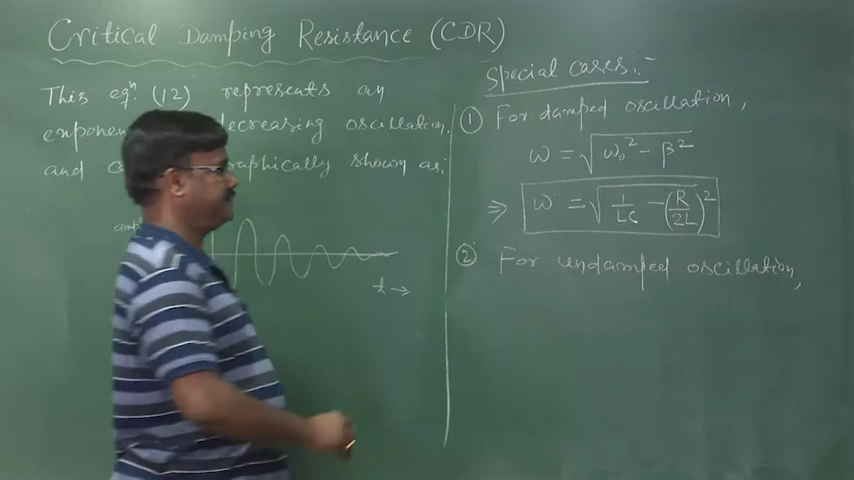 Critical Damping Resistance (CDR)
This eqⁿ. (12) represents an
decreasing oscillation.
and graphically shown as:
t →
Special cases:-
① For damped oscillation,
ω = √(ω₀² - β²)
⇒ ω = √(1/LC - (R/2L)²)
② For undamped oscillation,